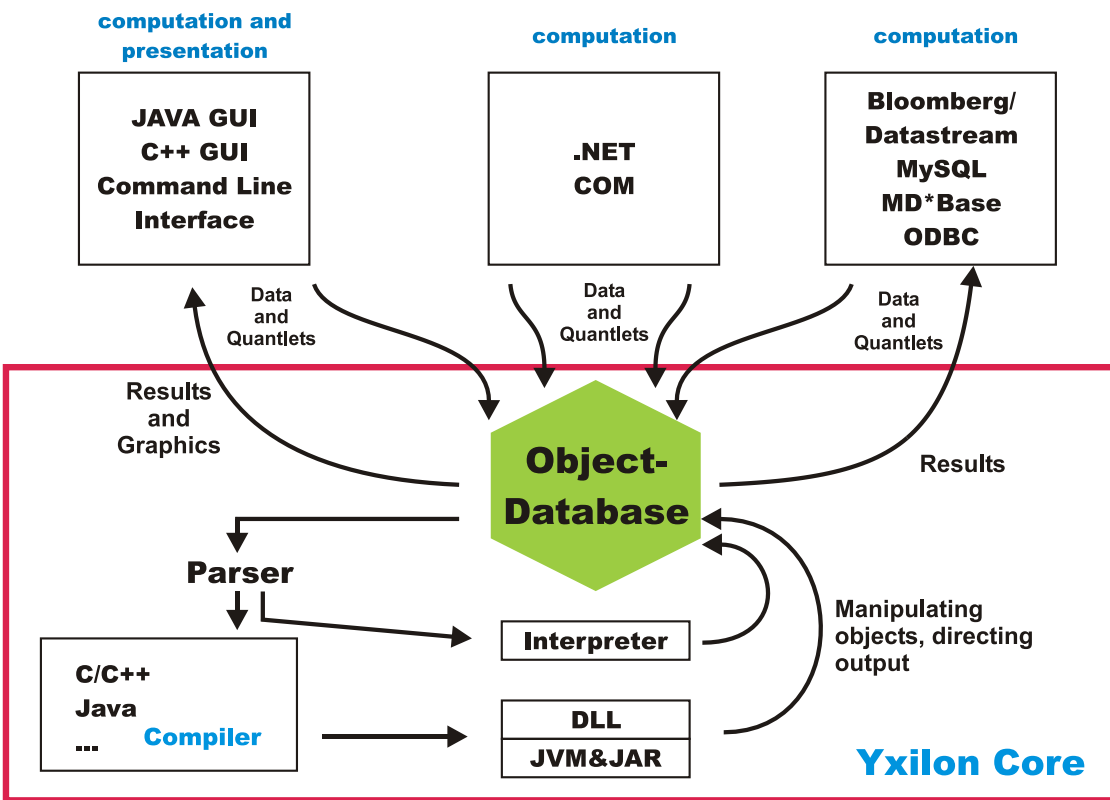 computation and
presentation
computation
computation
JAVA GUI
C++ GUI
Command Line
Interface
.NET
COM
Bloomberg/
Datastream
MySQL
MD*Base
ODBC
Data
and
Quantlets
Data
and
Quantlets
Data
and
Quantlets
Results
and
Graphics
Object-
Database
Results
Parser
Interpreter
Manipulating
objects, directing
output
C/C++
Java
... Compiler
DLL
JVM&JAR
Yxilon Core